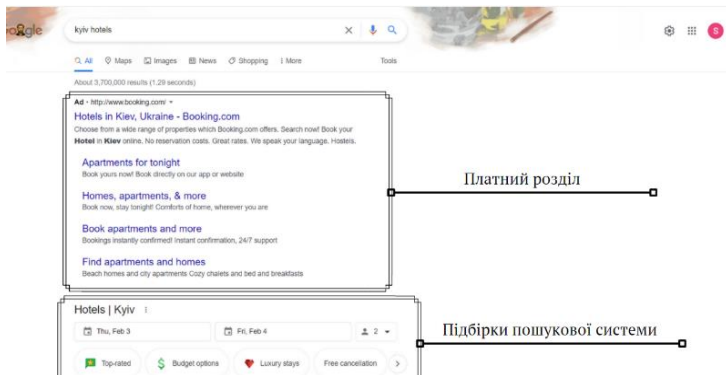 kyiv hotels
All Maps Images News Shopping More Tools
About 3,700,000 results (1.29 seconds)
Ad · http://www.booking.com/
Hotels in Kiev, Ukraine - Booking.com
Choose from a wide range of properties which Booking.com offers. Search now! Book your
Hotel in Kiev online. No reservation costs. Great rates. We speak your language. Hostels.
Apartments for tonight
Book yours now! Book directly on our app or website
Homes, apartments, & more
Book now, stay tonight! Comforts of home, wherever you are
Book apartments and more
Bookings instantly confirmed! Instant confirmation, 24/7 support
Find apartments and homes
Beach homes and city apartments Cozy chalets and bed and breakfasts
Платний розділ
Hotels | Kyiv
Thu, Feb 3 Fri, Feb 4 2
Підбірки пошукової системи
Top-rated Budget options Luxury stays Free cancellation